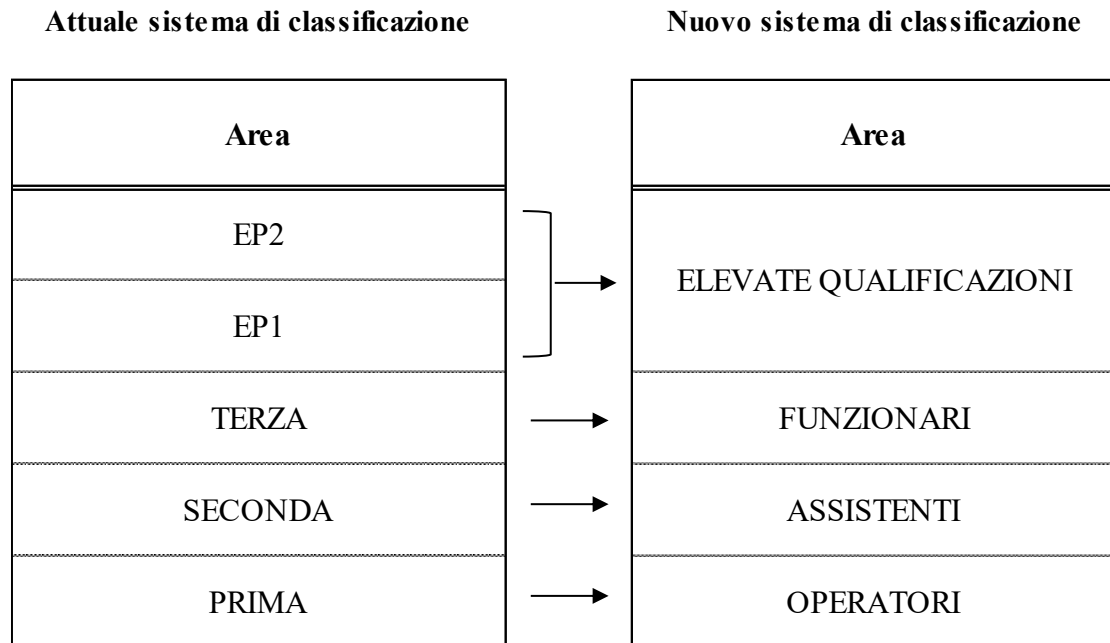 Attuale sistema di classificazione
Nuovo sistema di classificazione
Area
Area
EP2
EP1
ELEVATE QUALIFICAZIONI
TERZA
FUNZIONARI
SECONDA
ASSISTENTI
PRIMA
OPERATORI